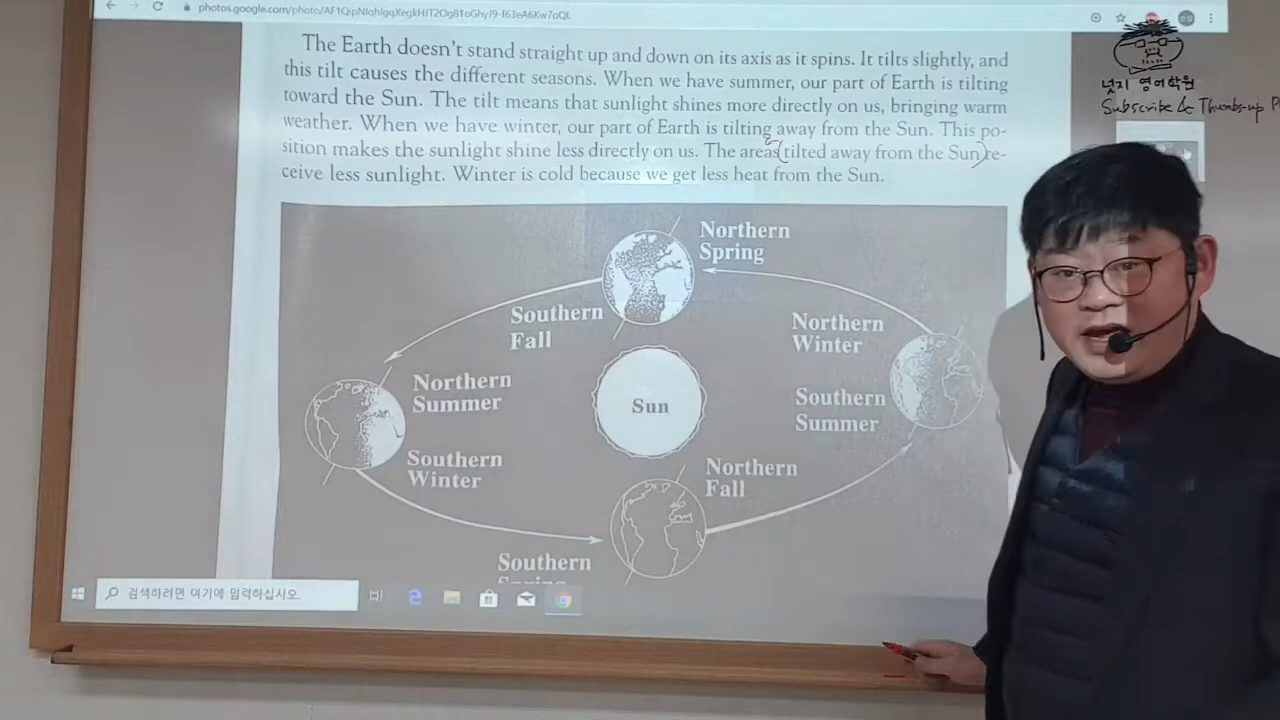 photos.google.com/photo/AF1QipNIqhlgqXegkHJT2Og81oGhyJ9-I63eA6Kw7oQL
The Earth doesn't stand straight up and down on its axis as it spins. It tilts slightly, and
this tilt causes the different seasons. When we have summer, our part of Earth is tilting
toward the Sun. The tilt means that sunlight shines more directly on us, bringing warm
weather. When we have winter, our part of Earth is tilting away from the Sun. This po-
sition makes the sunlight shine less directly on us. The areas (tilted away from the Sun) re-
ceive less sunlight. Winter is cold because we get less heat from the Sun.
넛지 영어학원
Subscribe & Thumbs-up
Northern
Spring
Southern
Fall
Northern
Winter
Northern
Summer
Sun
Southern
Summer
Southern
Winter
Northern
Fall
Southern
Spring
검색하려면 여기에 입력하십시오.